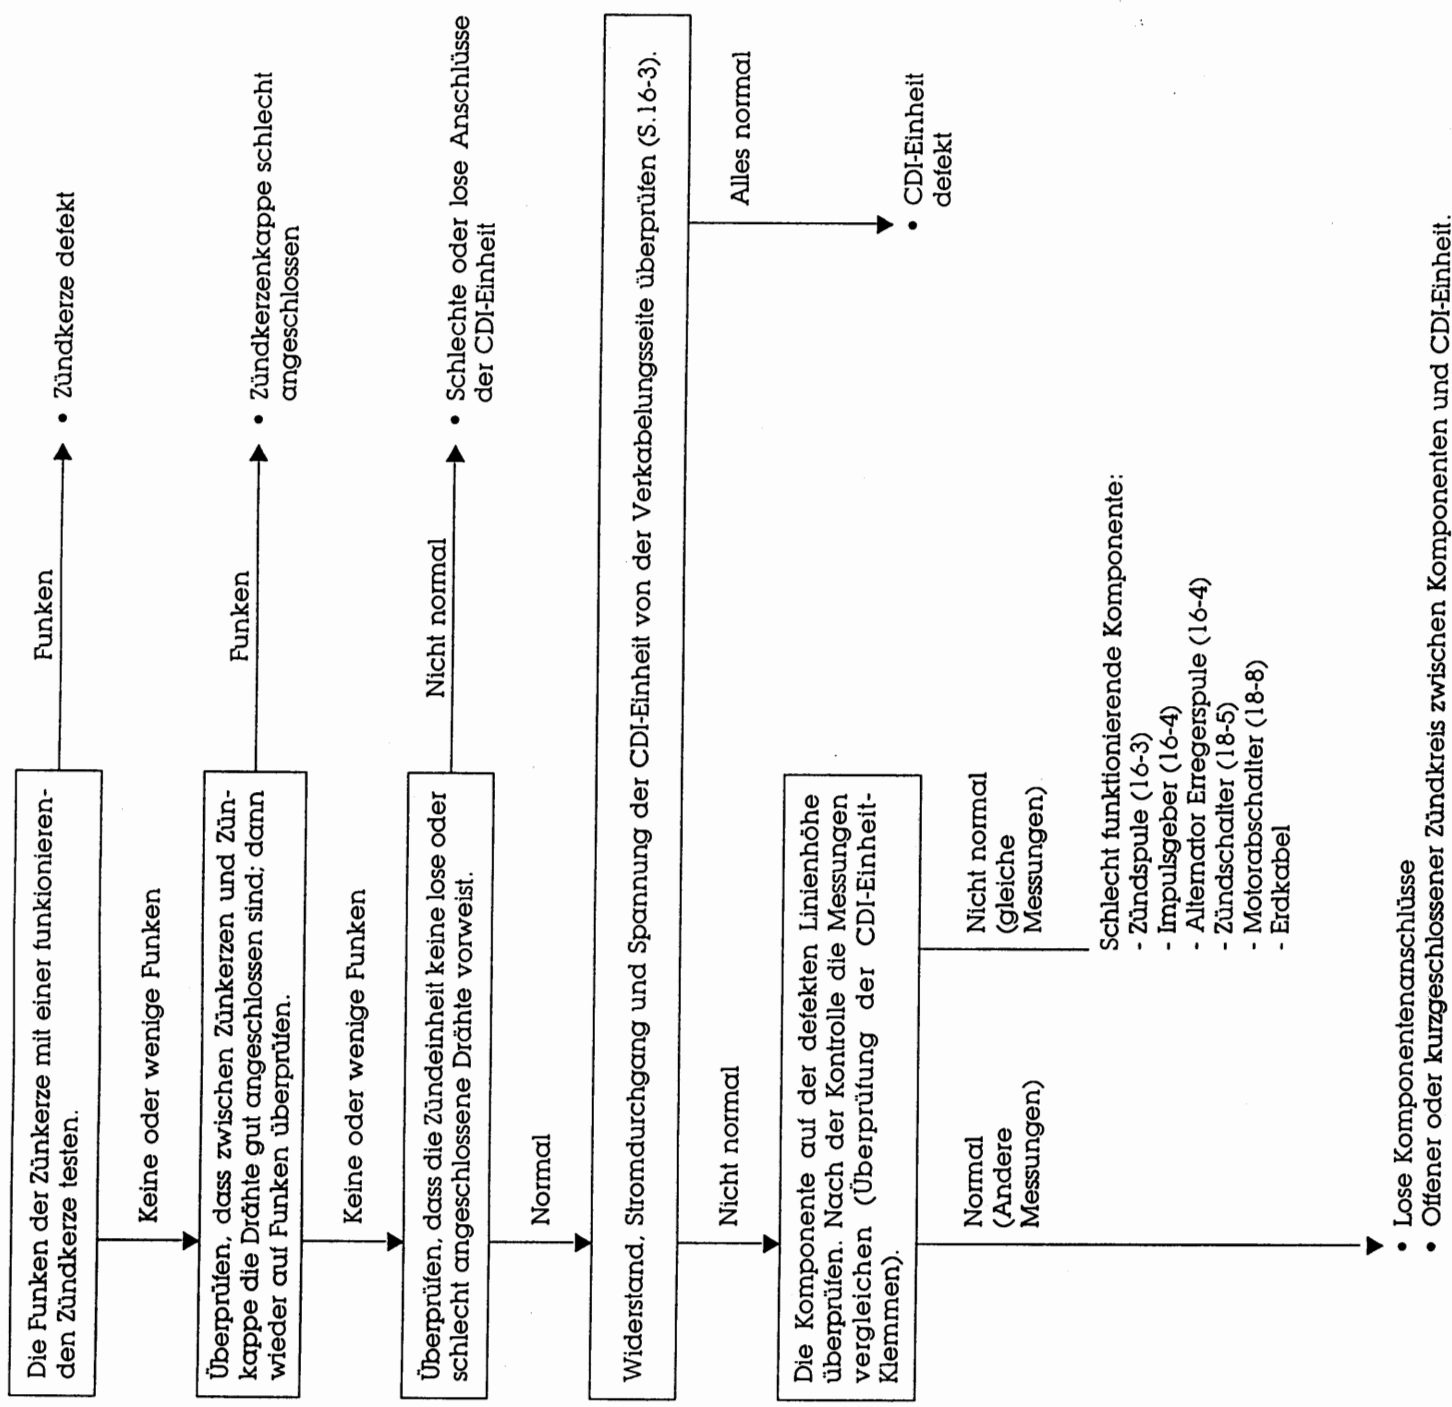 Die Funken der Zünkerze mit einer funkionieren-
den Zündkerze testen.
Funken
• Zündkerze defekt
Keine oder wenige Funken
Überprüfen, dass zwischen Zünkerzen und Zün-
kappe die Drähte gut angeschlossen sind; dann
wieder auf Funken überprüfen.
Funken
• Zündkerzenkappe schlecht
angeschlossen
Keine oder wenige Funken
Überprüfen, dass die Zündeinheit keine lose oder
schlecht angeschlossene Drähte vorweist.
Nicht normal
• Schlechte oder lose Anschlüsse
der CDI-Einheit
Normal
Widerstand, Stromdurchgang und Spannung der CDI-Einheit von der Verkabelungsseite überprüfen (S.16-3).
Nicht normal
Alles normal
• CDI-Einheit
defekt
Die Komponente auf der defekten Linienhöhe
überprüfen. Nach der Kontrolle die Messungen
vergleichen (Überprüfung der CDI-Einheit-
Klemmen).
Normal
(Andere
Messungen)
Nicht normal
(gleiche
Messungen)
Schlecht funktionierende Komponente:
- Zündspule (16-3)
- Impulsgeber (16-4)
- Alternator Erregerspule (16-4)
- Zündschalter (18-5)
- Motorabschalter (18-8)
- Erdkabel
• Lose Komponentenanschlüsse
• Offener oder kurzgeschlossener Zündkreis zwischen Komponenten und CDI-Einheit.